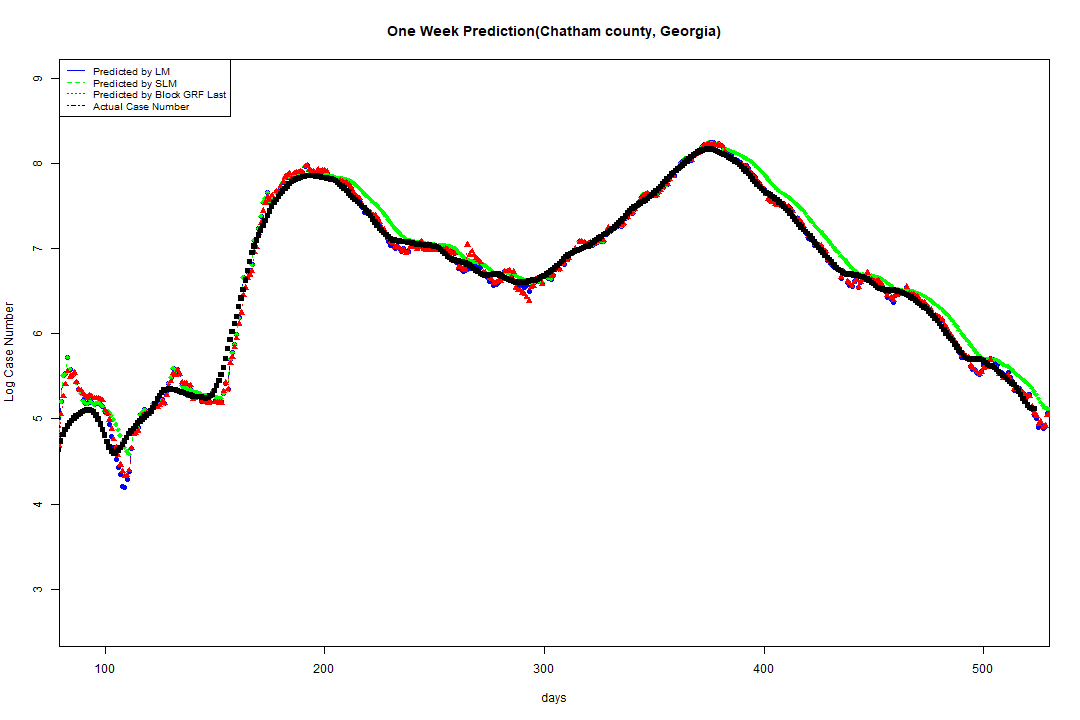 One Week Prediction(Chatham county, Georgia)
Predicted by LM
Predicted by SLM
Predicted by Block GRF Last
Actual Case Number
9
8
7
6
5
4
3
Log Case Number
100 200 300 400 500
days